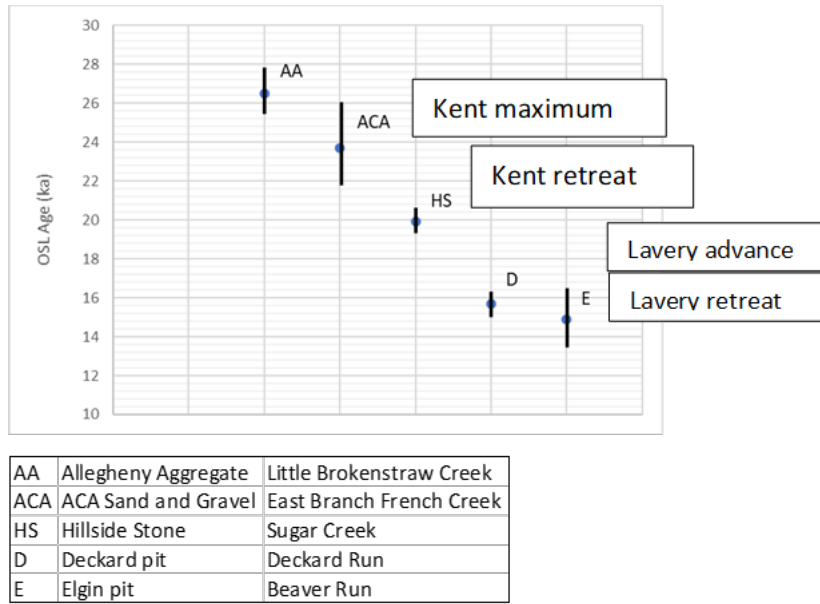 30
28
26
24
22
20
18
16
14
12
10
OSL Age (ka)
AA
ACA
HS
D
E
Kent maximum
Kent retreat
Lavery advance
Lavery retreat
AA Allegheny Aggregate Little Brokenstraw Creek
ACA ACA Sand and Gravel East Branch French Creek
HS Hillside Stone Sugar Creek
D Deckard pit Deckard Run
E Elgin pit Beaver Run